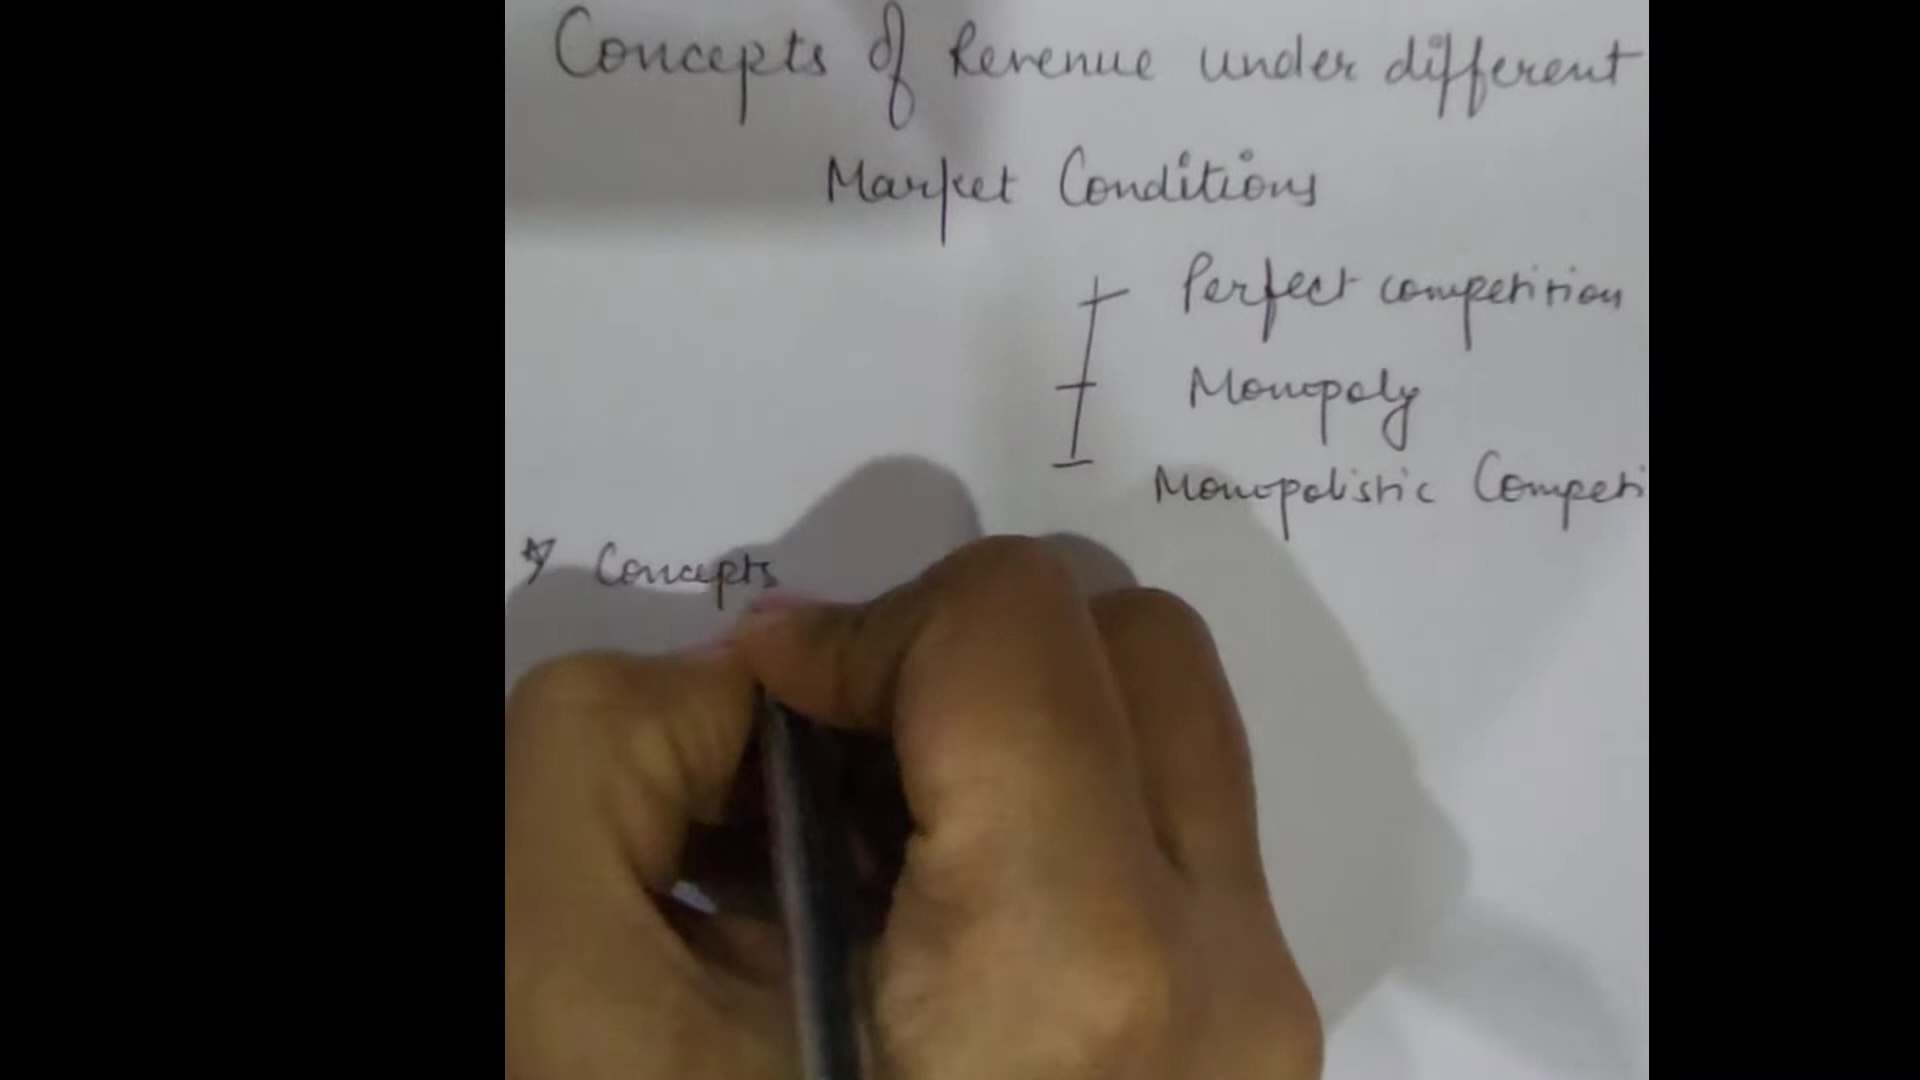 Concepts of Revenue under different
Market Conditions
Perfect competition
Monopoly
Monopolistic Competi
Concepts